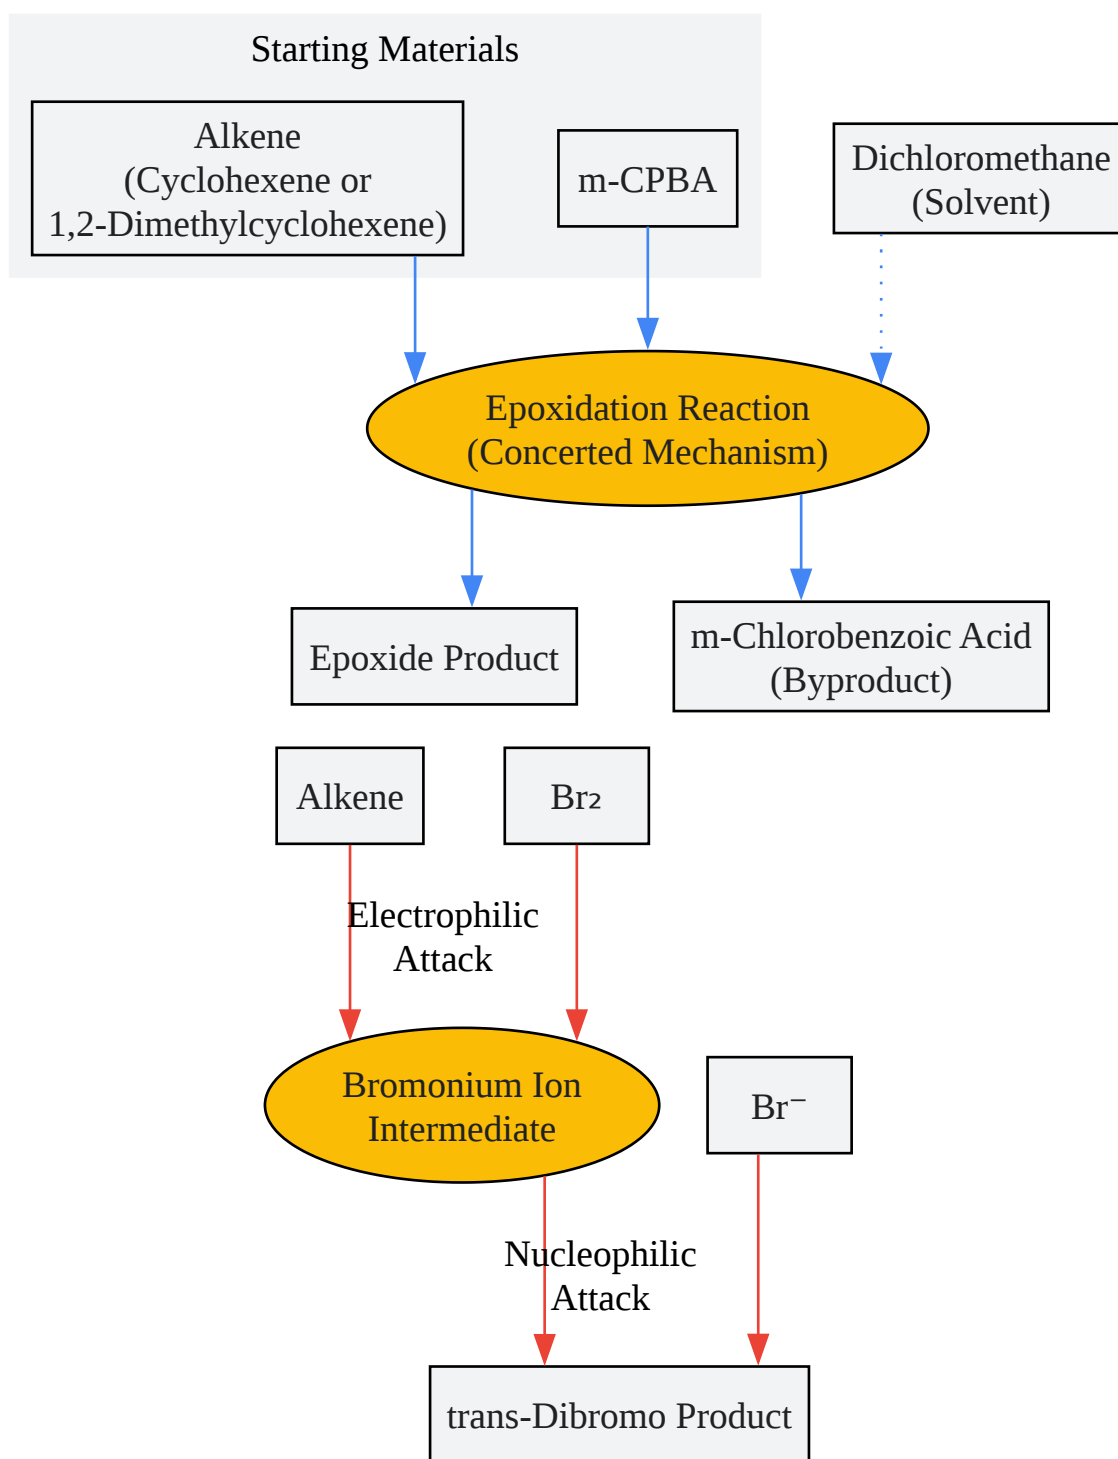 Starting Materials
Alkene
(Cyclohexene or
1,2-Dimethylcyclohexene)
m-CPBA
Dichloromethane
(Solvent)
Epoxidation Reaction
(Concerted Mechanism)
Epoxide Product
m-Chlorobenzoic Acid
(Byproduct)
Alkene
Br₂
Electrophilic
Attack
Bromonium Ion
Intermediate
Br⁻
Nucleophilic
Attack
trans-Dibromo Product